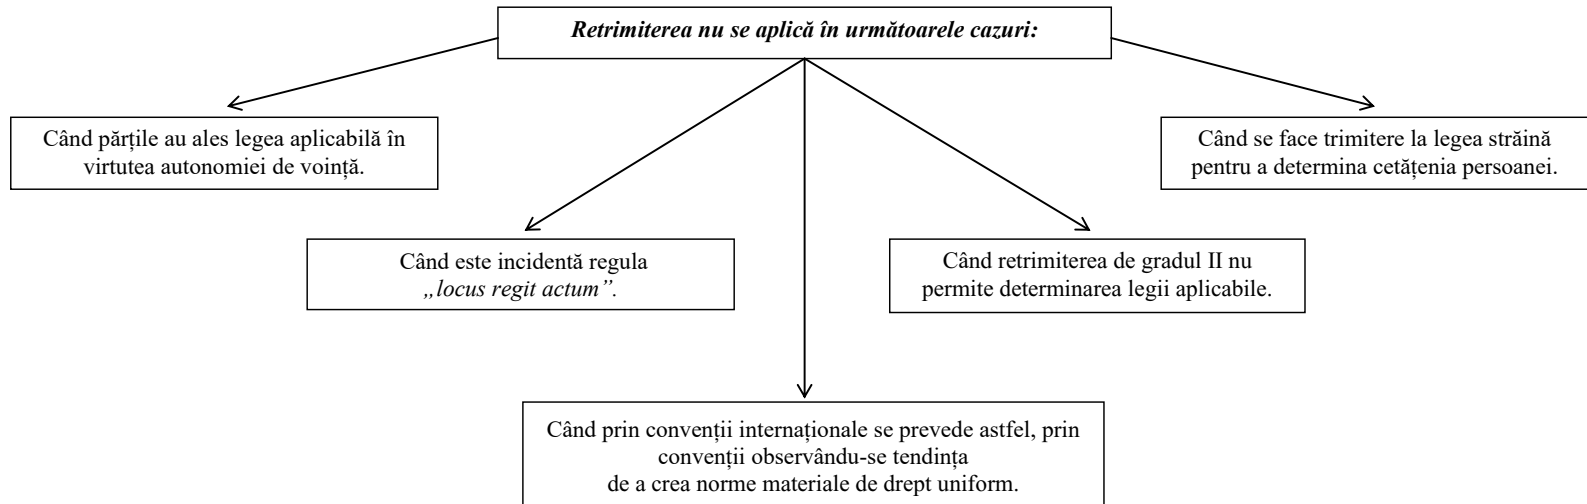 Retrimiterea nu se aplică în următoarele cazuri:
Când părțile au ales legea aplicabilă în
virtutea autonomiei de voință.
Când se face trimitere la legea străină
pentru a determina cetățenia persoanei.
Când este incidentă regula
„locus regit actum”.
Când retrimiterea de gradul II nu
permite determinarea legii aplicabile.
Când prin convenții internaționale se prevede astfel, prin
convenții observându-se tendința
de a crea norme materiale de drept uniform.